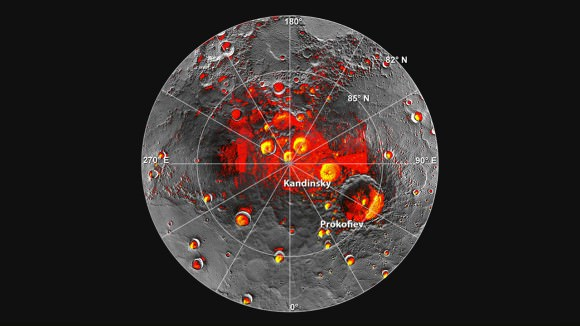 180°
82° N
85° N
270° E
90° E
Kandinsky
Prokofiev
0°